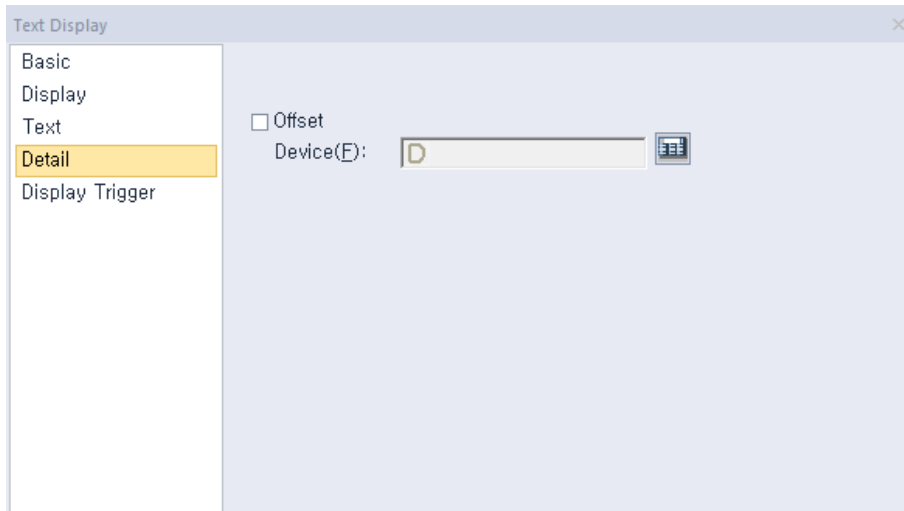 Text Display
Basic
Display
Text
Detail
Display Trigger
Offset
Device(F):
D